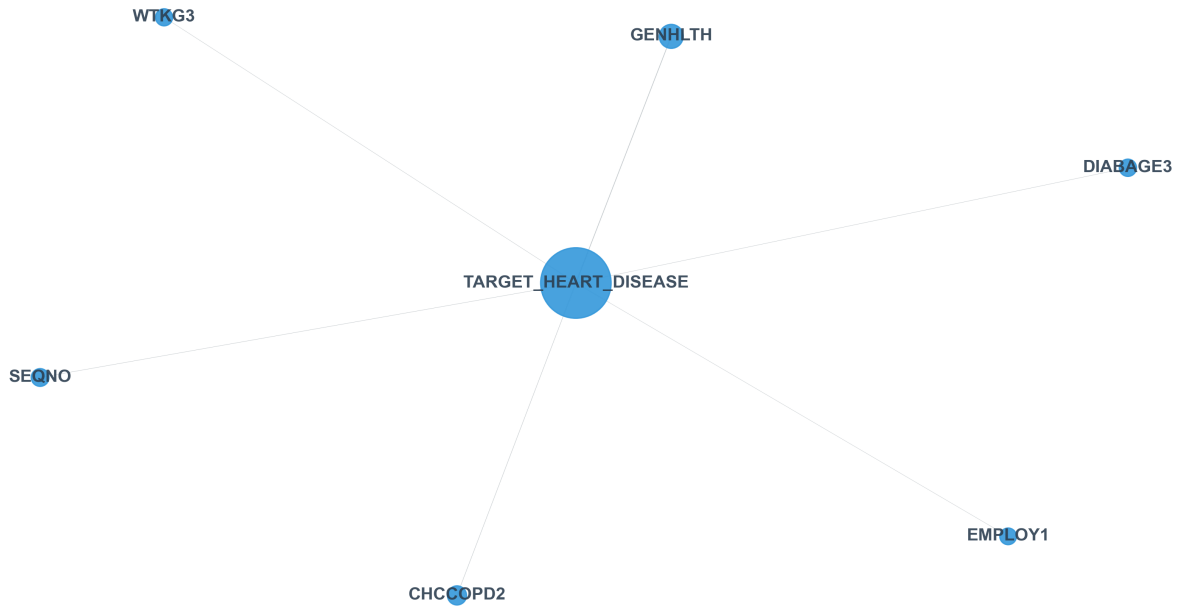 WTKG3
GENHLTH
DIABAGE3
TARGET_HEART_DISEASE
SEQNO
EMPLOY1
CHCCOPD2